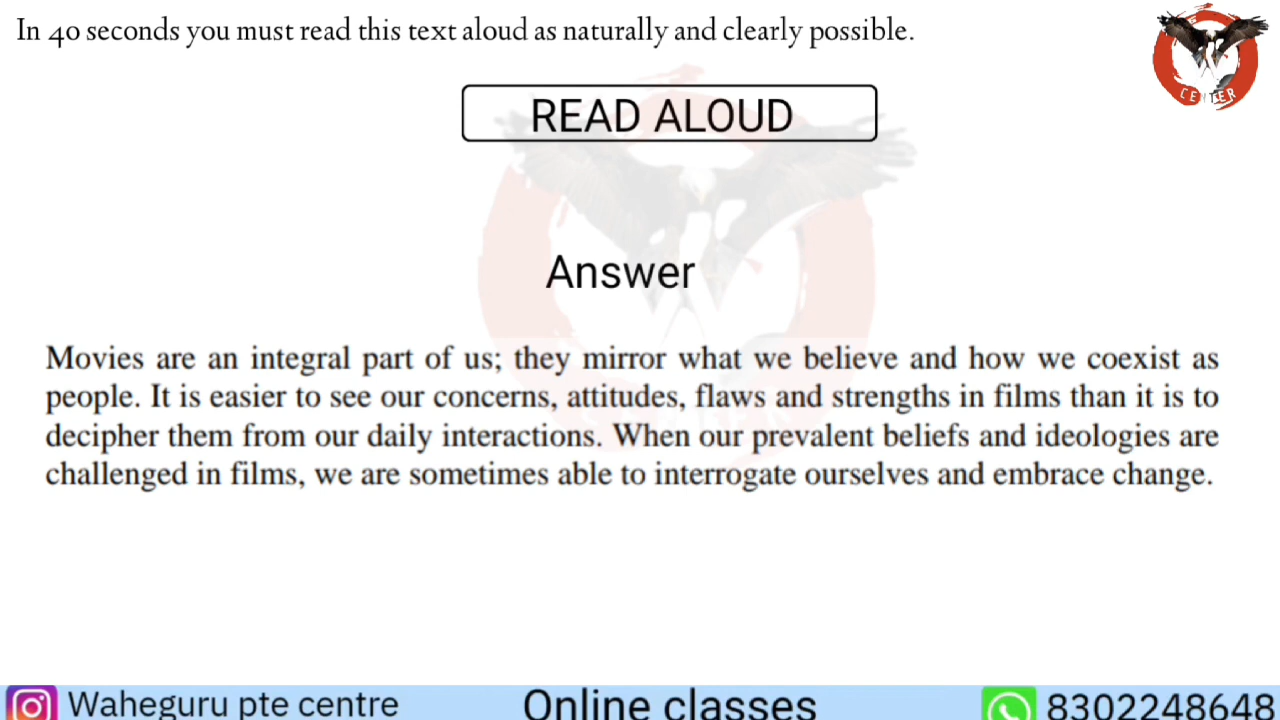 In 40 seconds you must read this text aloud as naturally and clearly possible.
CENTER
READ ALOUD
Answer
Movies are an integral part of us; they mirror what we believe and how we coexist as
people. It is easier to see our concerns, attitudes, flaws and strengths in films than it is to
decipher them from our daily interactions. When our prevalent beliefs and ideologies are
challenged in films, we are sometimes able to interrogate ourselves and embrace change.
Waheguru pte centre
Online classes
8302248648